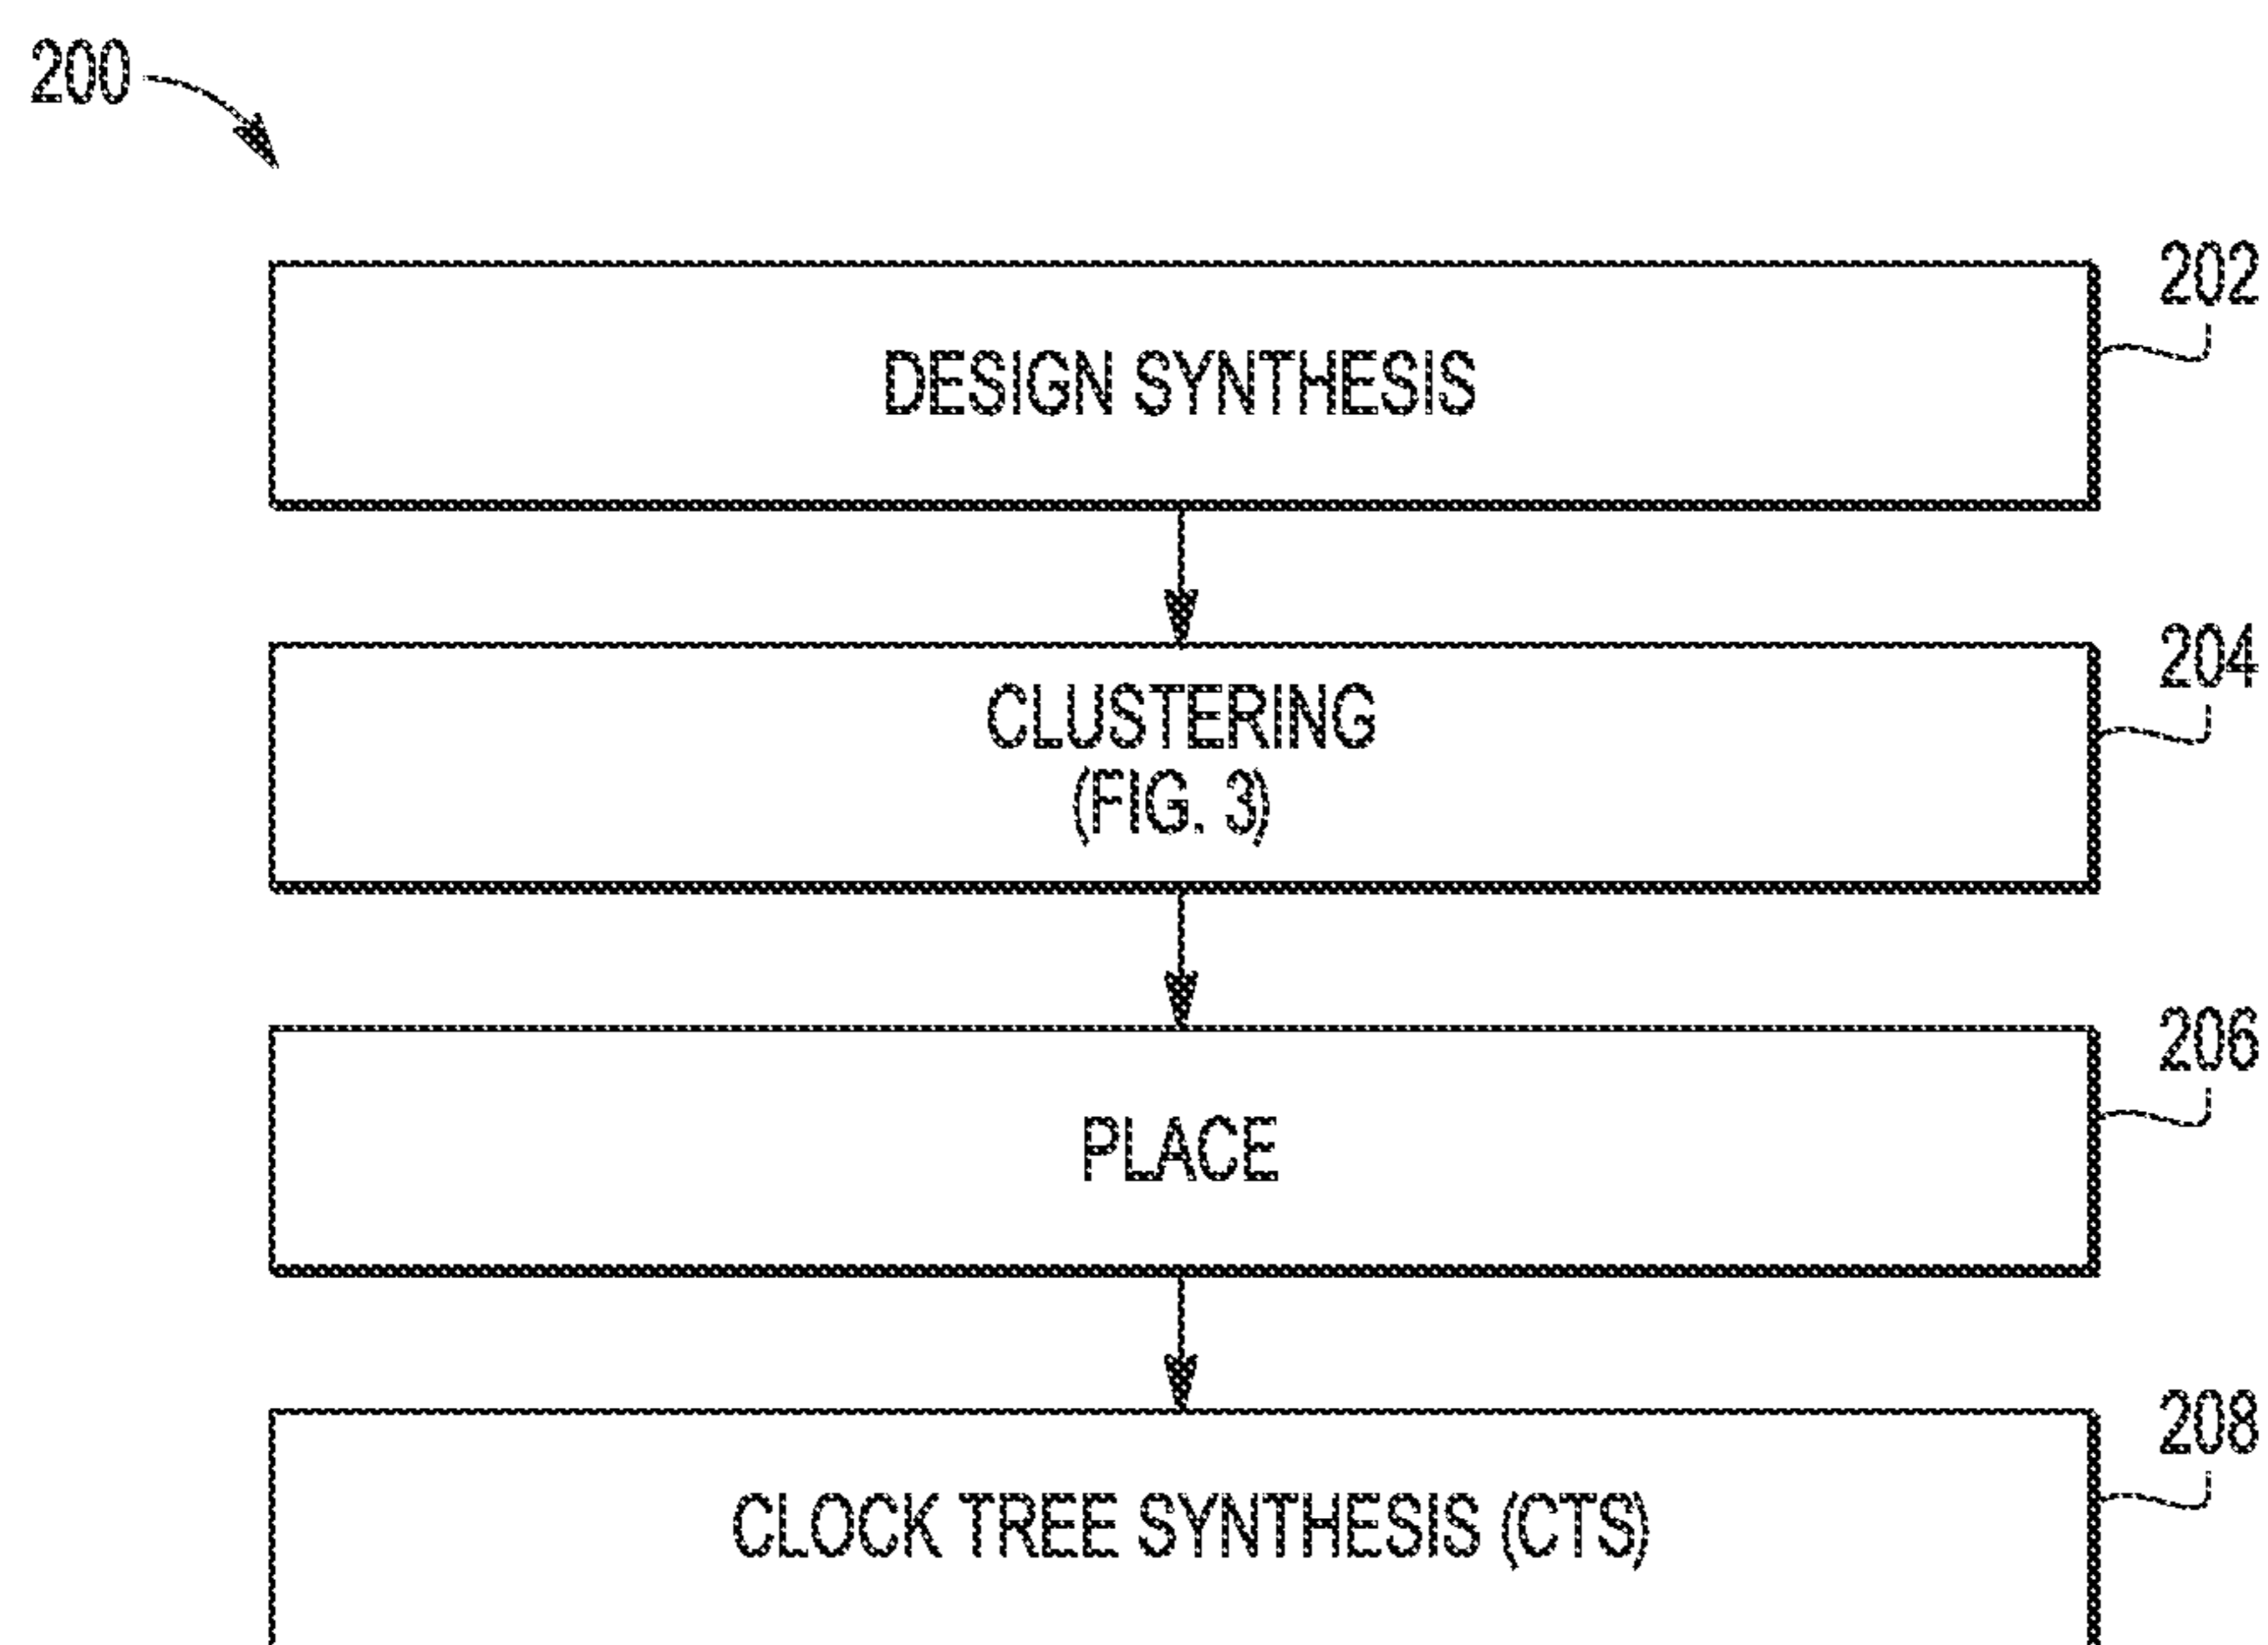 200
202
DESIGN SYNTHESIS
204
CLUSTERING
(FIG. 3)
206
PLACE
208
CLOCK TREE SYNTHESIS (CTS)